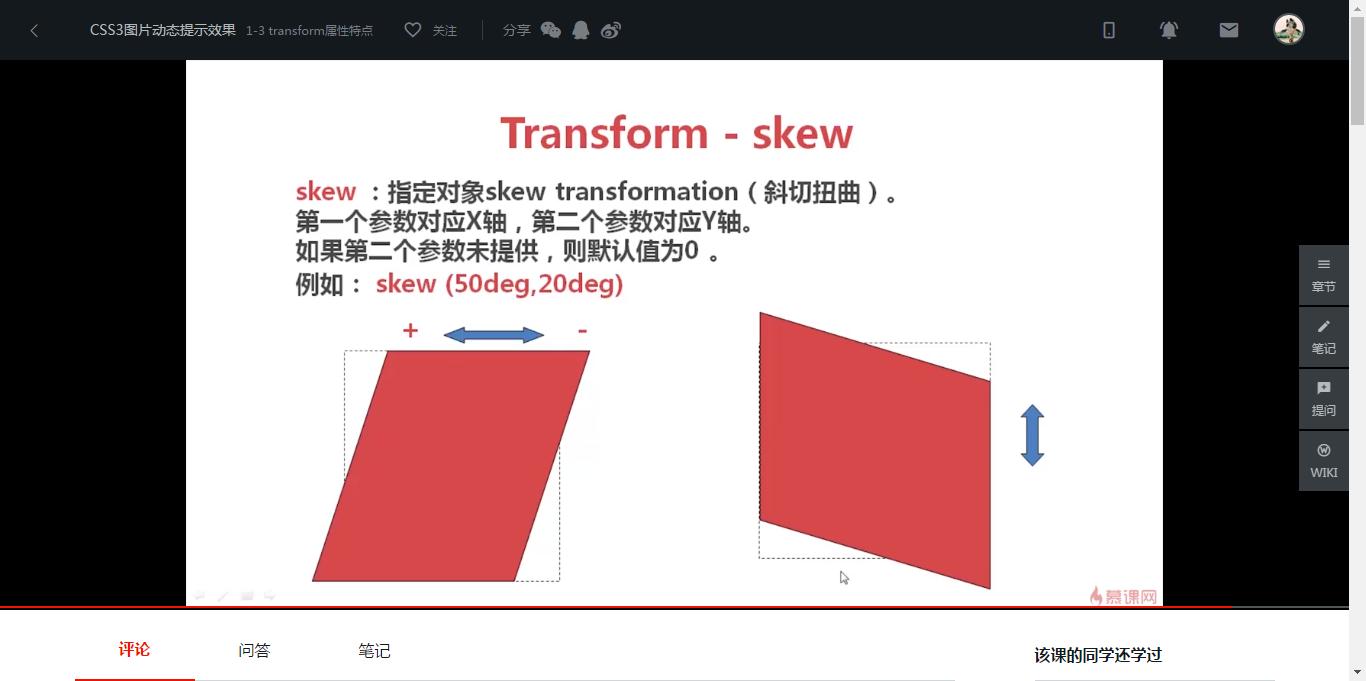 CSS3图片动态提示效果 1-3 transform属性特点 关注 分享
Transform - skew
skew ：指定对象skew transformation（斜切扭曲）。
第一个参数对应X轴，第二个参数对应Y轴。
如果第二个参数未提供，则默认值为0 。
例如： skew (50deg,20deg)
+ -
章节
笔记
提问
WIKI
慕课网
评论 问答 笔记
该课的同学还学过